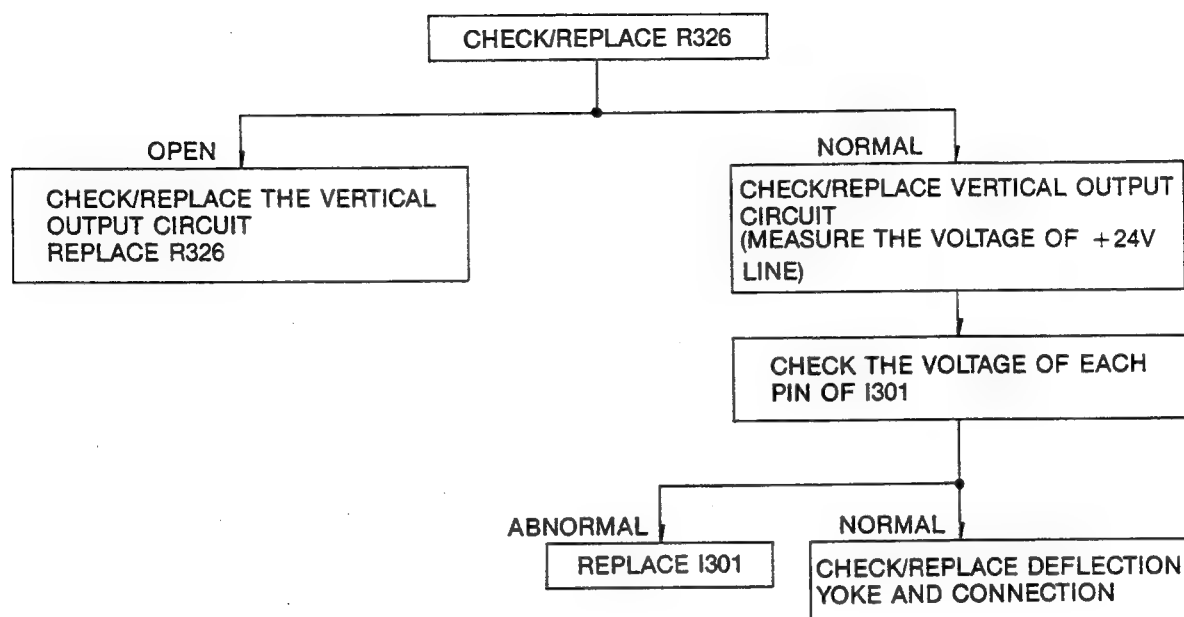 CHECK/REPLACE R326
OPEN
NORMAL
CHECK/REPLACE THE VERTICAL
OUTPUT CIRCUIT
REPLACE R326
CHECK/REPLACE VERTICAL OUTPUT
CIRCUIT
(MEASURE THE VOLTAGE OF +24V
LINE)
CHECK THE VOLTAGE OF EACH
PIN OF I301
ABNORMAL
NORMAL
REPLACE I301
CHECK/REPLACE DEFLECTION
YOKE AND CONNECTION